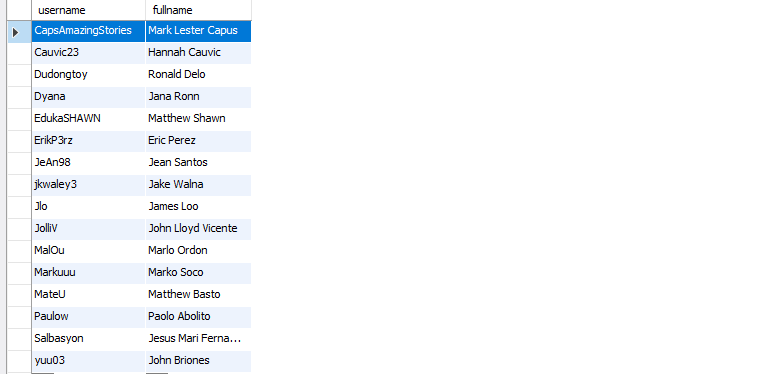 username fullname
CapsAmazingStories Mark Lester Capus
Cauvic23 Hannah Cauvic
Dudongtoy Ronald Delo
Dyana Jana Ronn
EdukaSHAWN Matthew Shawn
ErikP3rz Eric Perez
JeAn98 Jean Santos
jkwaley3 Jake Walna
Jlo James Loo
JolliV John Lloyd Vicente
MalOu Marlo Ordon
Markuuu Marko Soco
MateU Matthew Basto
Paulow Paolo Abolito
Salbasyon Jesus Mari Ferna...
yuu03 John Briones